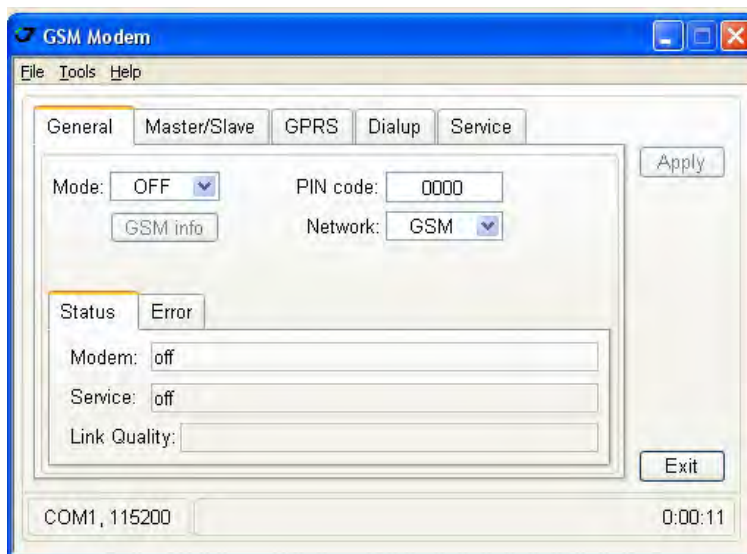 GSM Modem
File Tools Help
General Master/Slave GPRS Dialup Service
Apply
Mode: OFF PIN code: 0000
GSM info Network: GSM
Status Error
Modem: off
Service: off
Link Quality:
Exit
COM1, 115200 0:00:11